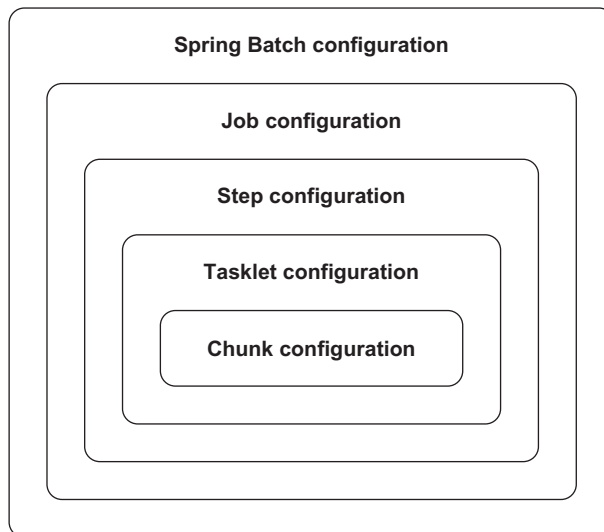 Spring Batch configuration
Job configuration
Step configuration
Tasklet configuration
Chunk configuration